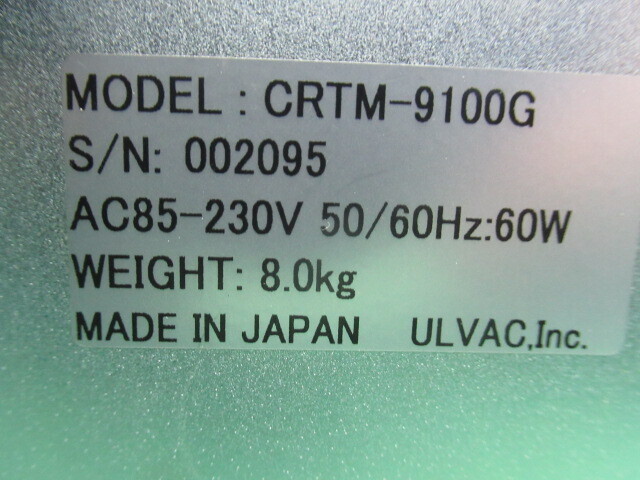 MODEL : CRTM-9100G
S/N: 002095
AC85-230V 50/60Hz:60W
WEIGHT: 8.0kg
MADE IN JAPAN ULVAC,Inc.